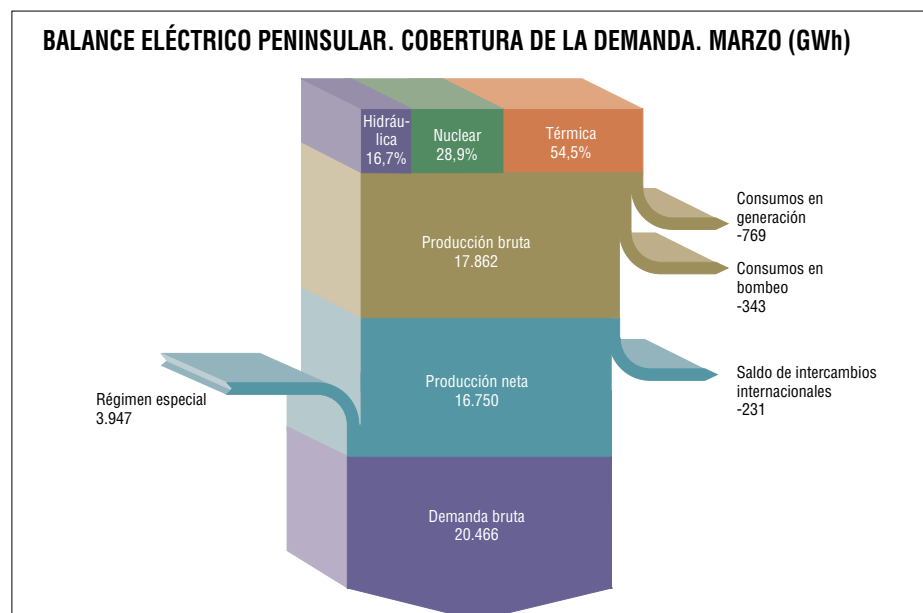 BALANCE ELÉCTRICO PENINSULAR. COBERTURA DE LA DEMANDA. MARZO (GWh)
Hidráu-
lica
16,7%
Nuclear
28,9%
Térmica
54,5%
Consumos en
generación
-769
Producción bruta
17.862
Consumos en
bombeo
-343
Saldo de intercambios
internacionales
-231
Régimen especial
3.947
Producción neta
16.750
Demanda bruta
20.466